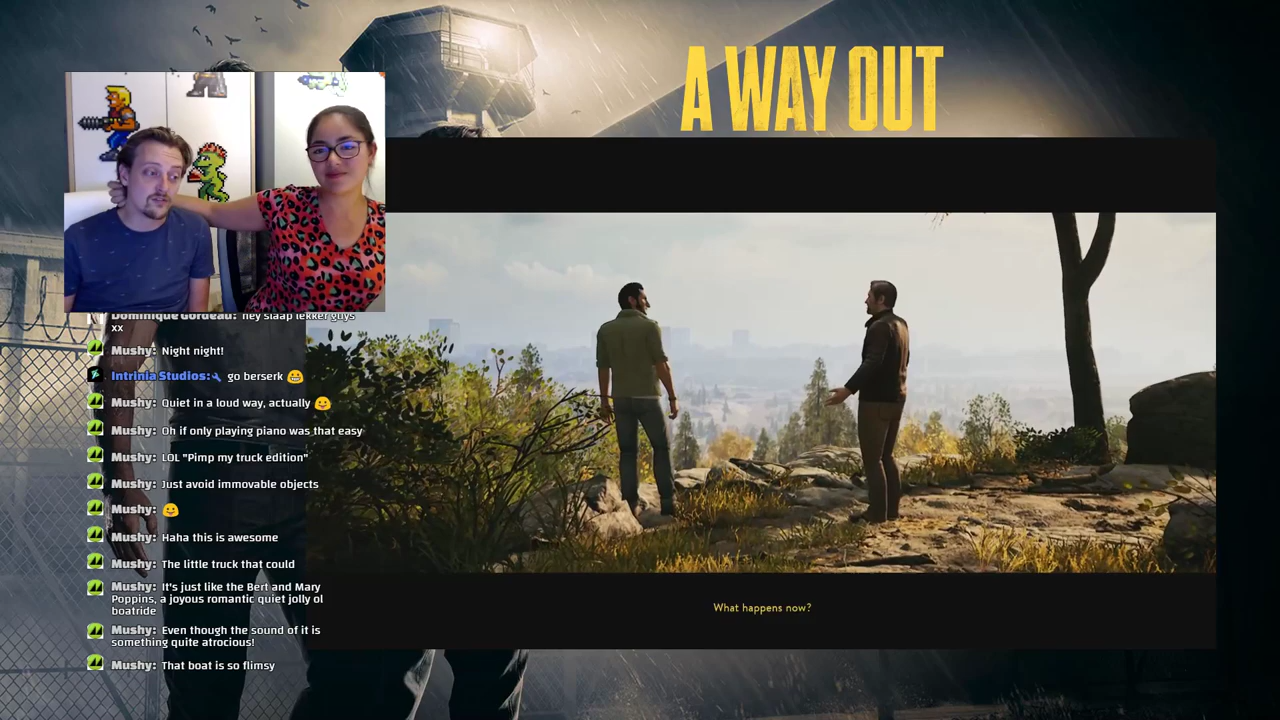 A WAY OUT
Dominique Gordeau: hey slaap lekker guys
xx
Mushy: Night night!
Intrinia Studios: go berserk
Mushy: Quiet in a loud way, actually
Mushy: Oh if only playing piano was that easy
Mushy: LOL "Pimp my truck edition"
Mushy: Just avoid immovable objects
Mushy:
Mushy: Haha this is awesome
Mushy: The little truck that could
Mushy: It's just like the Bert and Mary
Poppins, a joyous romantic quiet jolly ol
boatride
Mushy: Even though the sound of it is
something quite atrocious!
Mushy: That boat is so flimsy
What happens now?